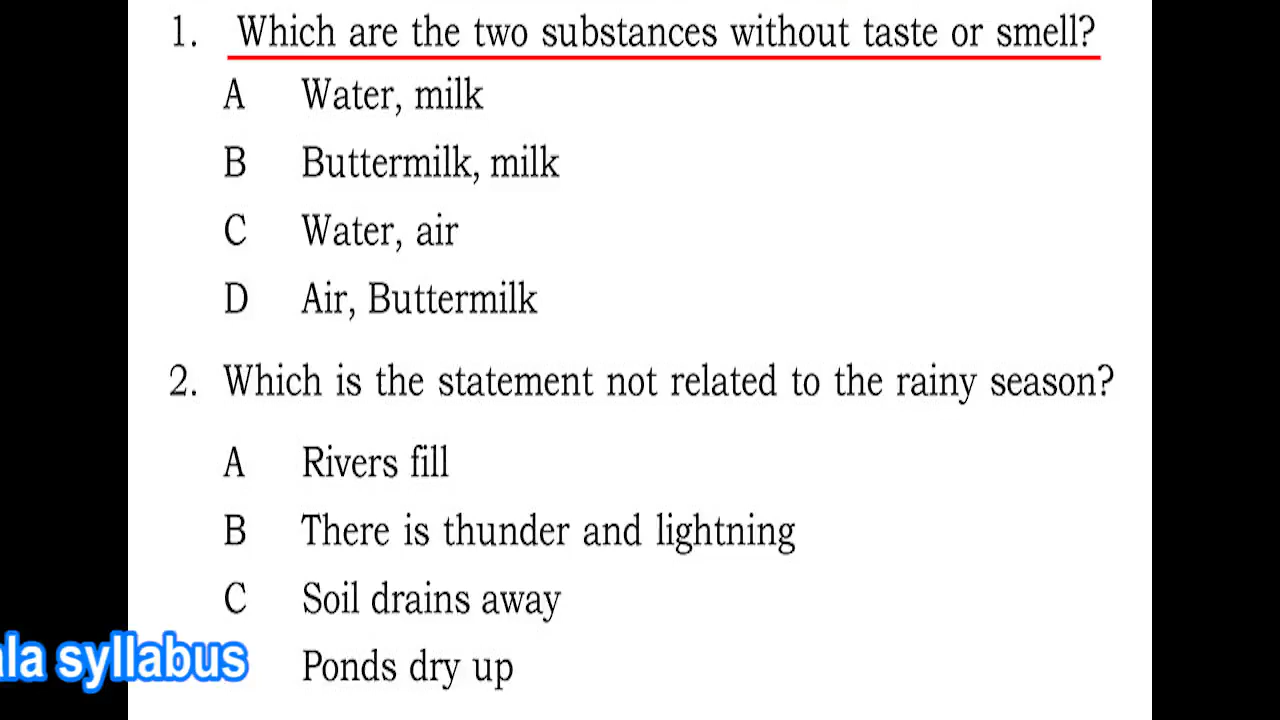 1. Which are the two substances without taste or smell?
A Water, milk
B Buttermilk, milk
C Water, air
D Air, Buttermilk
2. Which is the statement not related to the rainy season?
A Rivers fill
B There is thunder and lightning
C Soil drains away
Ponds dry up
syllabus